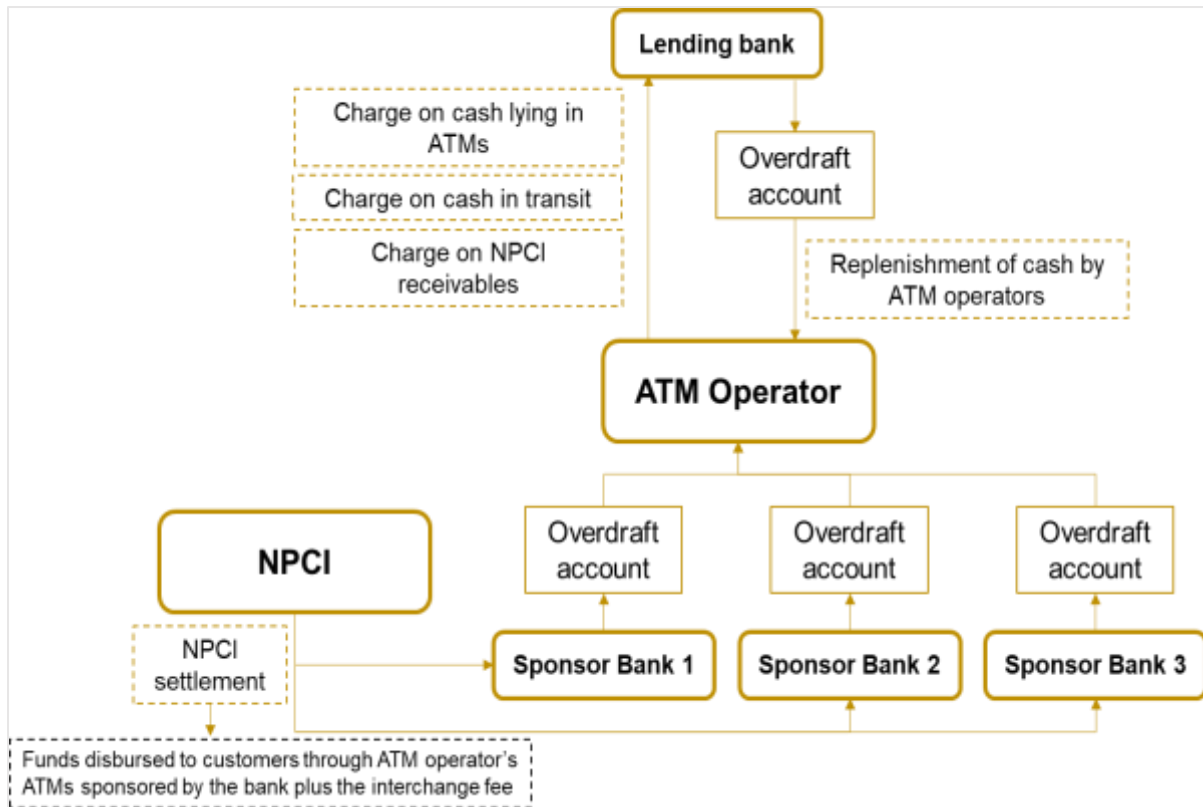 Lending bank
Charge on cash lying in
ATMs
Charge on cash in transit
Charge on NPCI
receivables
Overdraft
account
Replenishment of cash by
ATM operators
ATM Operator
NPCI
Overdraft
account
Overdraft
account
Overdraft
account
NPCI
settlement
Sponsor Bank 1
Sponsor Bank 2
Sponsor Bank 3
Funds disbursed to customers through ATM operator's
ATMs sponsored by the bank plus the interchange fee